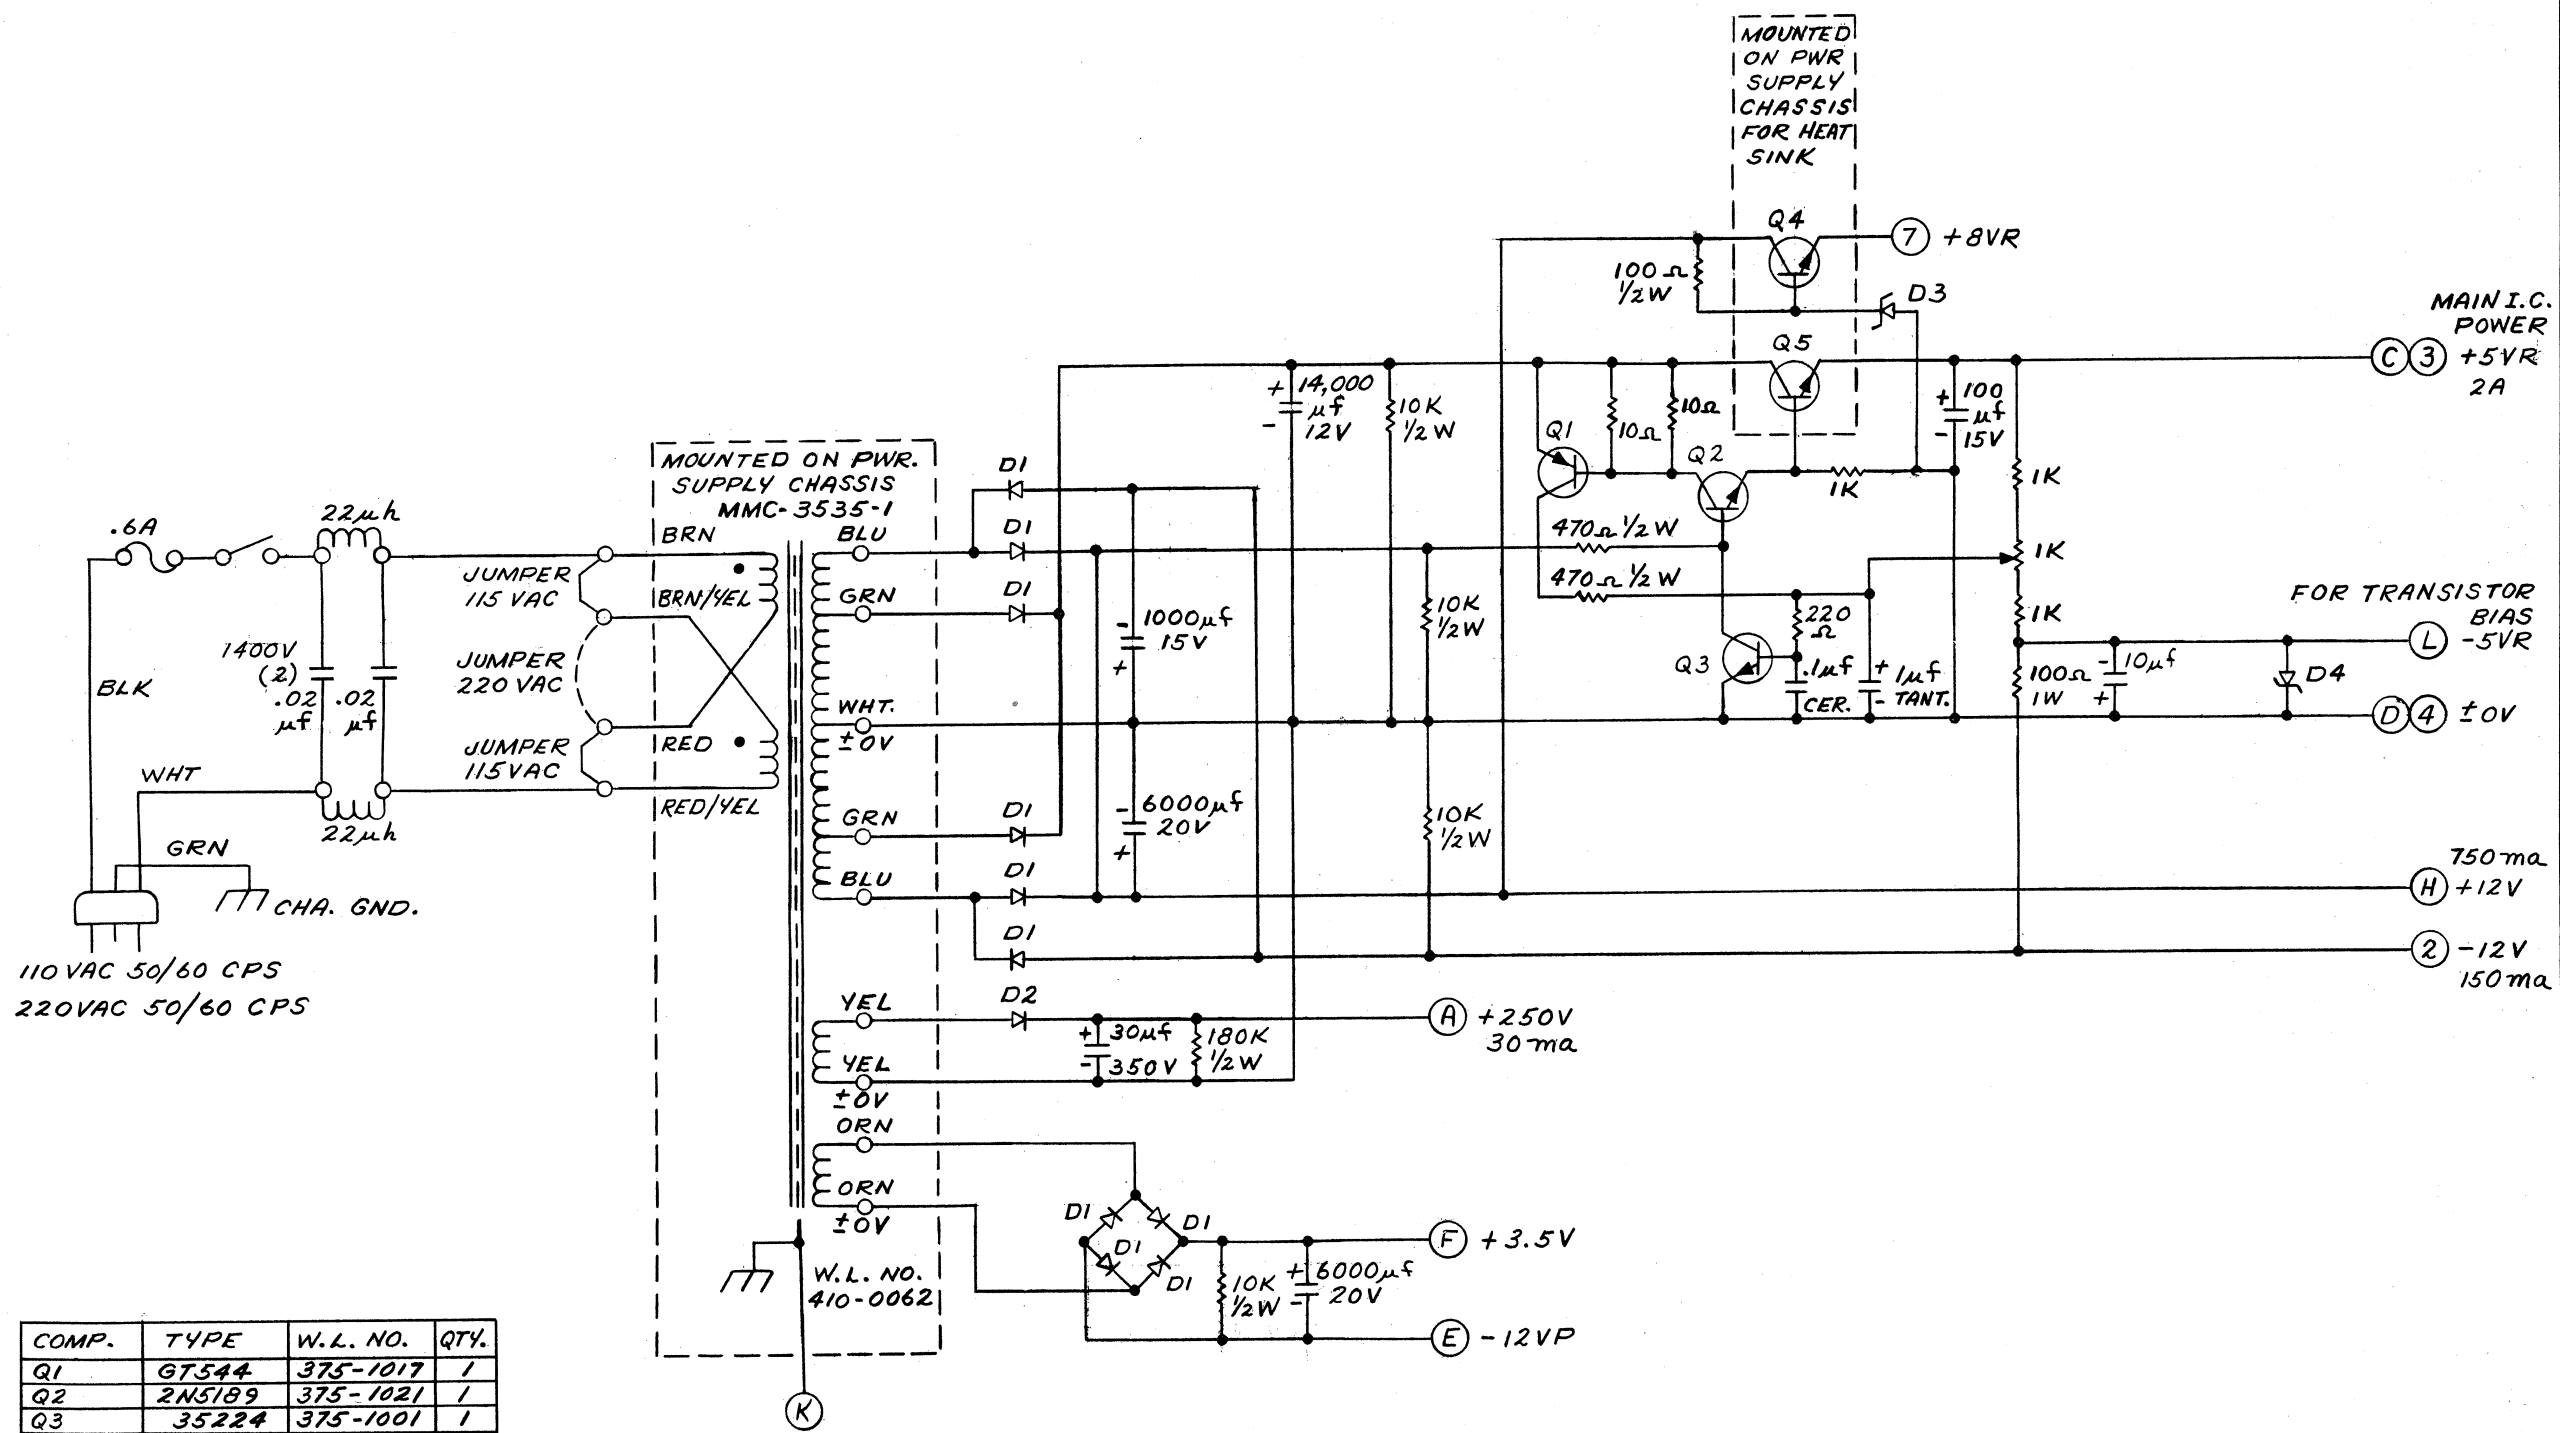 MOUNTED
ON PWR
SUPPLY
CHASSIS
FOR HEAT
SINK
Q4
7 +8VR
100Ω
1/2W
D3
Q5
MAIN I.C.
POWER
C 3 +5VR
2A
+ 14,000
µf
- 12V
10K
1/2W
Q1
10Ω
10Ω
Q2
1K
+ 100
µf
- 15V
1K
470Ω 1/2W
1K
470Ω 1/2W
220
Ω
1K
FOR TRANSISTOR
BIAS
L -5VR
Q3
.1µf
CER.
+ 1µf
- TANT.
100Ω
1W
- 10µf
+
D4
D 4 ±0V
MOUNTED ON PWR.
SUPPLY CHASSIS
MMC-3535-1
.6A
22µh
BRN
BLU
D1
D1
JUMPER
115 VAC
BRN/YEL
GRN
D1
- 1000µf
15V
+
10K
1/2W
1400V
(2)
.02
µf
.02
µf
JUMPER
220 VAC
BLK
WHT.
±0V
JUMPER
115VAC
RED
RED/YEL
WHT
22µh
GRN
CHA. GND.
110VAC 50/60 CPS
220VAC 50/60 CPS
GRN
D1
- 6000µf
20V
+
10K
1/2W
BLU
D1
750ma
H +12V
D1
2 -12V
150ma
YEL
D2
A +250V
30ma
+ 30µf
- 350V
180K
1/2W
YEL
±0V
ORN
ORN
±0V
D1
D1
D1
D1
F +3.5V
10K
1/2W
+ 6000µf
- 20V
E -12VP
W.L. NO.
410-0062
K
COMP. TYPE W.L. NO. QTY.
Q1 GT544 375-1017 1
Q2 2N5189 375-1021 1
Q3 35224 375-1001 1